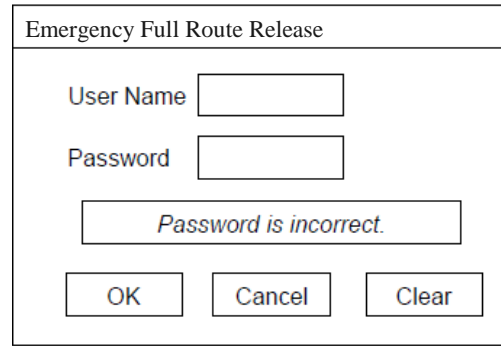 Emergency Full Route Release
User Name
Password
Password is incorrect.
OK Cancel Clear